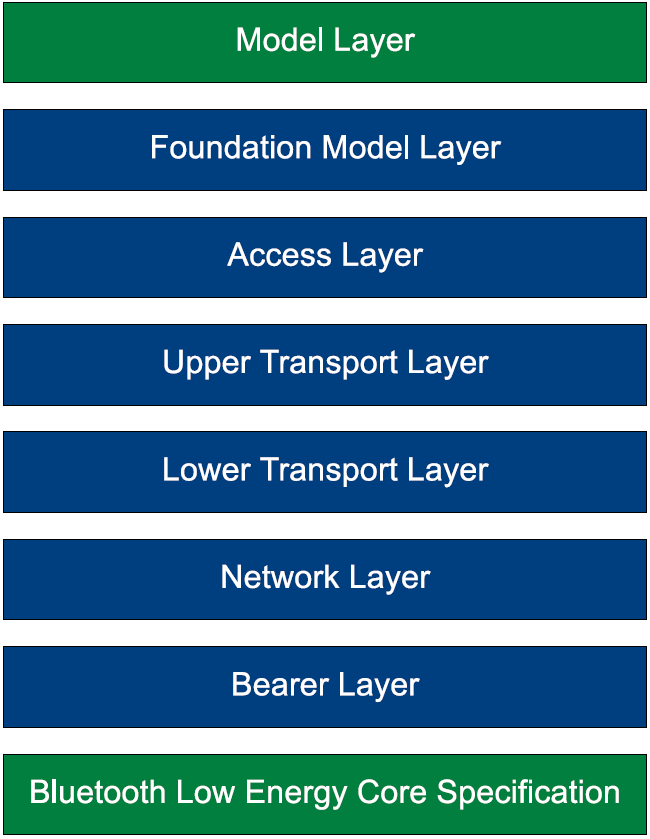 Model Layer
Foundation Model Layer
Access Layer
Upper Transport Layer
Lower Transport Layer
Network Layer
Bearer Layer
Bluetooth Low Energy Core Specification